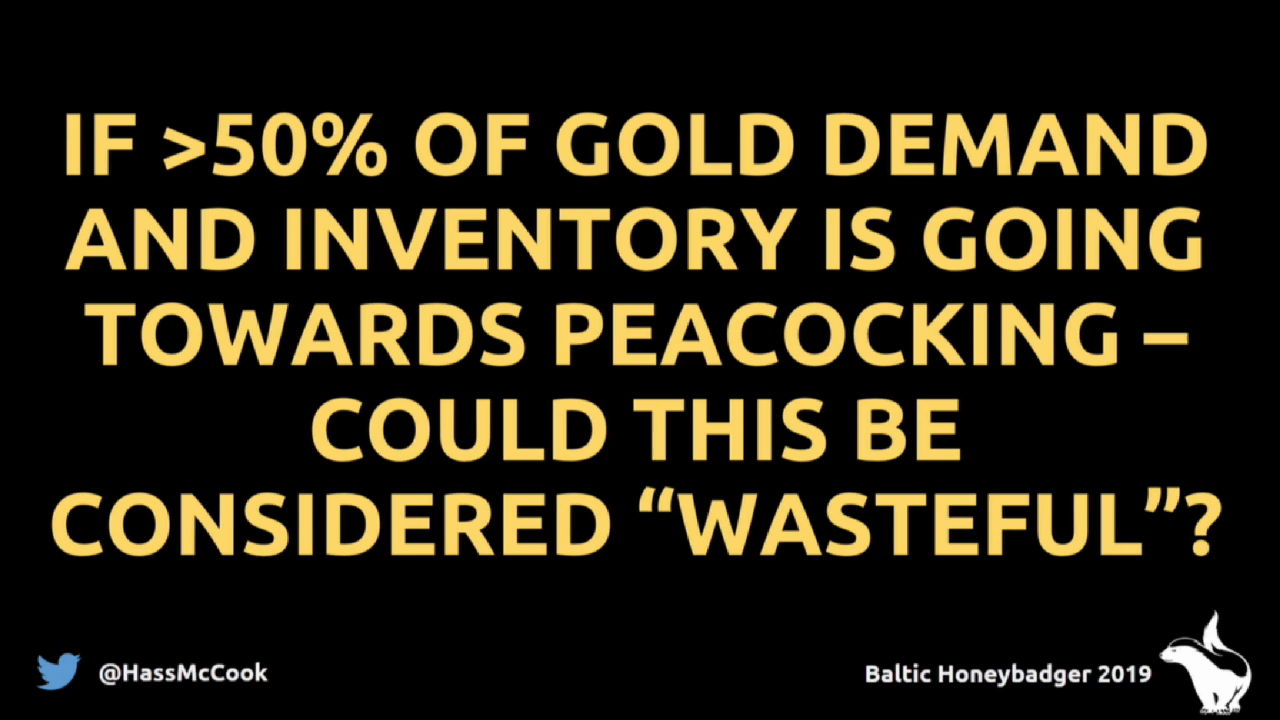 IF >50% OF GOLD DEMAND
AND INVENTORY IS GOING
TOWARDS PEACOCKING –
COULD THIS BE
CONSIDERED “WASTEFUL”?
@HassMcCook
Baltic Honeybadger 2019